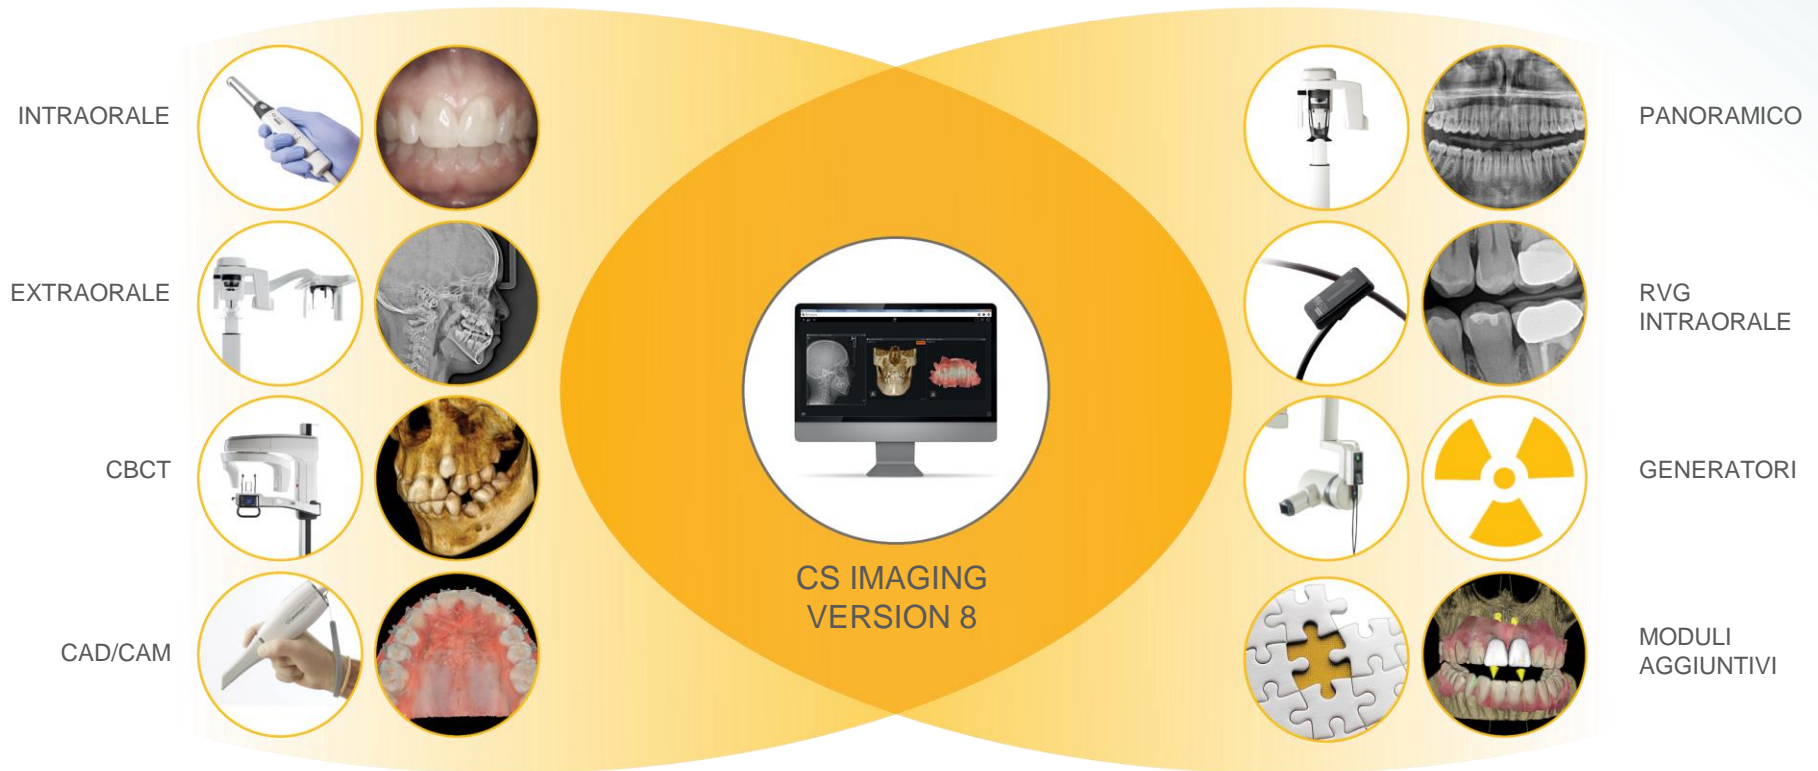 INTRAORALE
EXTRAORALE
CBCT
CAD/CAM
CS IMAGING
VERSION 8
PANORAMICO
RVG
INTRAORALE
GENERATORI
MODULI
AGGIUNTIVI